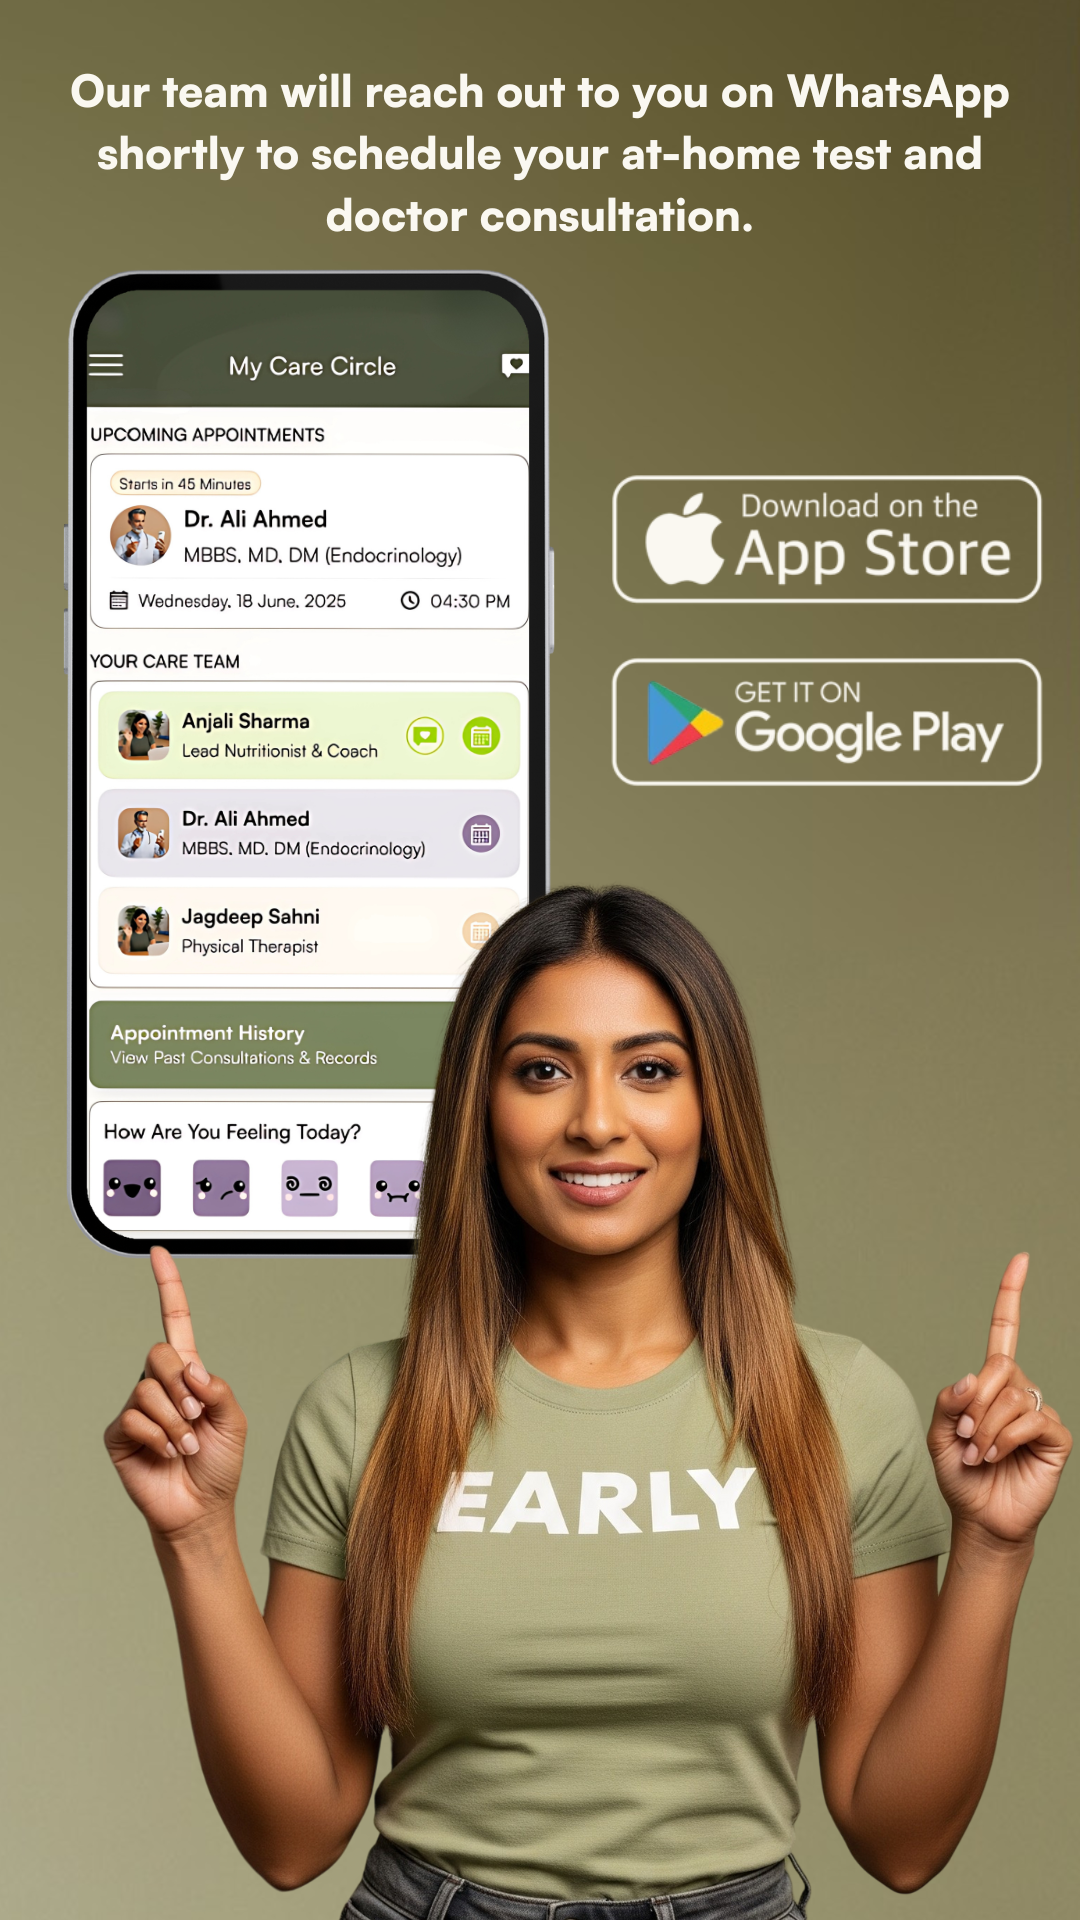 Our team will reach out to you on WhatsApp
shortly to schedule your at-home test and
doctor consultation.
My Care Circle
UPCOMING APPOINTMENTS
Starts in 45 Minutes
Dr. Ali Ahmed
MBBS, MD, DM (Endocrinology)
Wednesday, 18 June, 2025
04:30 PM
YOUR CARE TEAM
Anjali Sharma
Lead Nutritionist & Coach
Dr. Ali Ahmed
MBBS, MD, DM (Endocrinology)
Jagdeep Sahni
Physical Therapist
Appointment History
View Past Consultations & Records
How Are You Feeling Today?
Download on the
App Store
GET IT ON
Google Play
EARLY